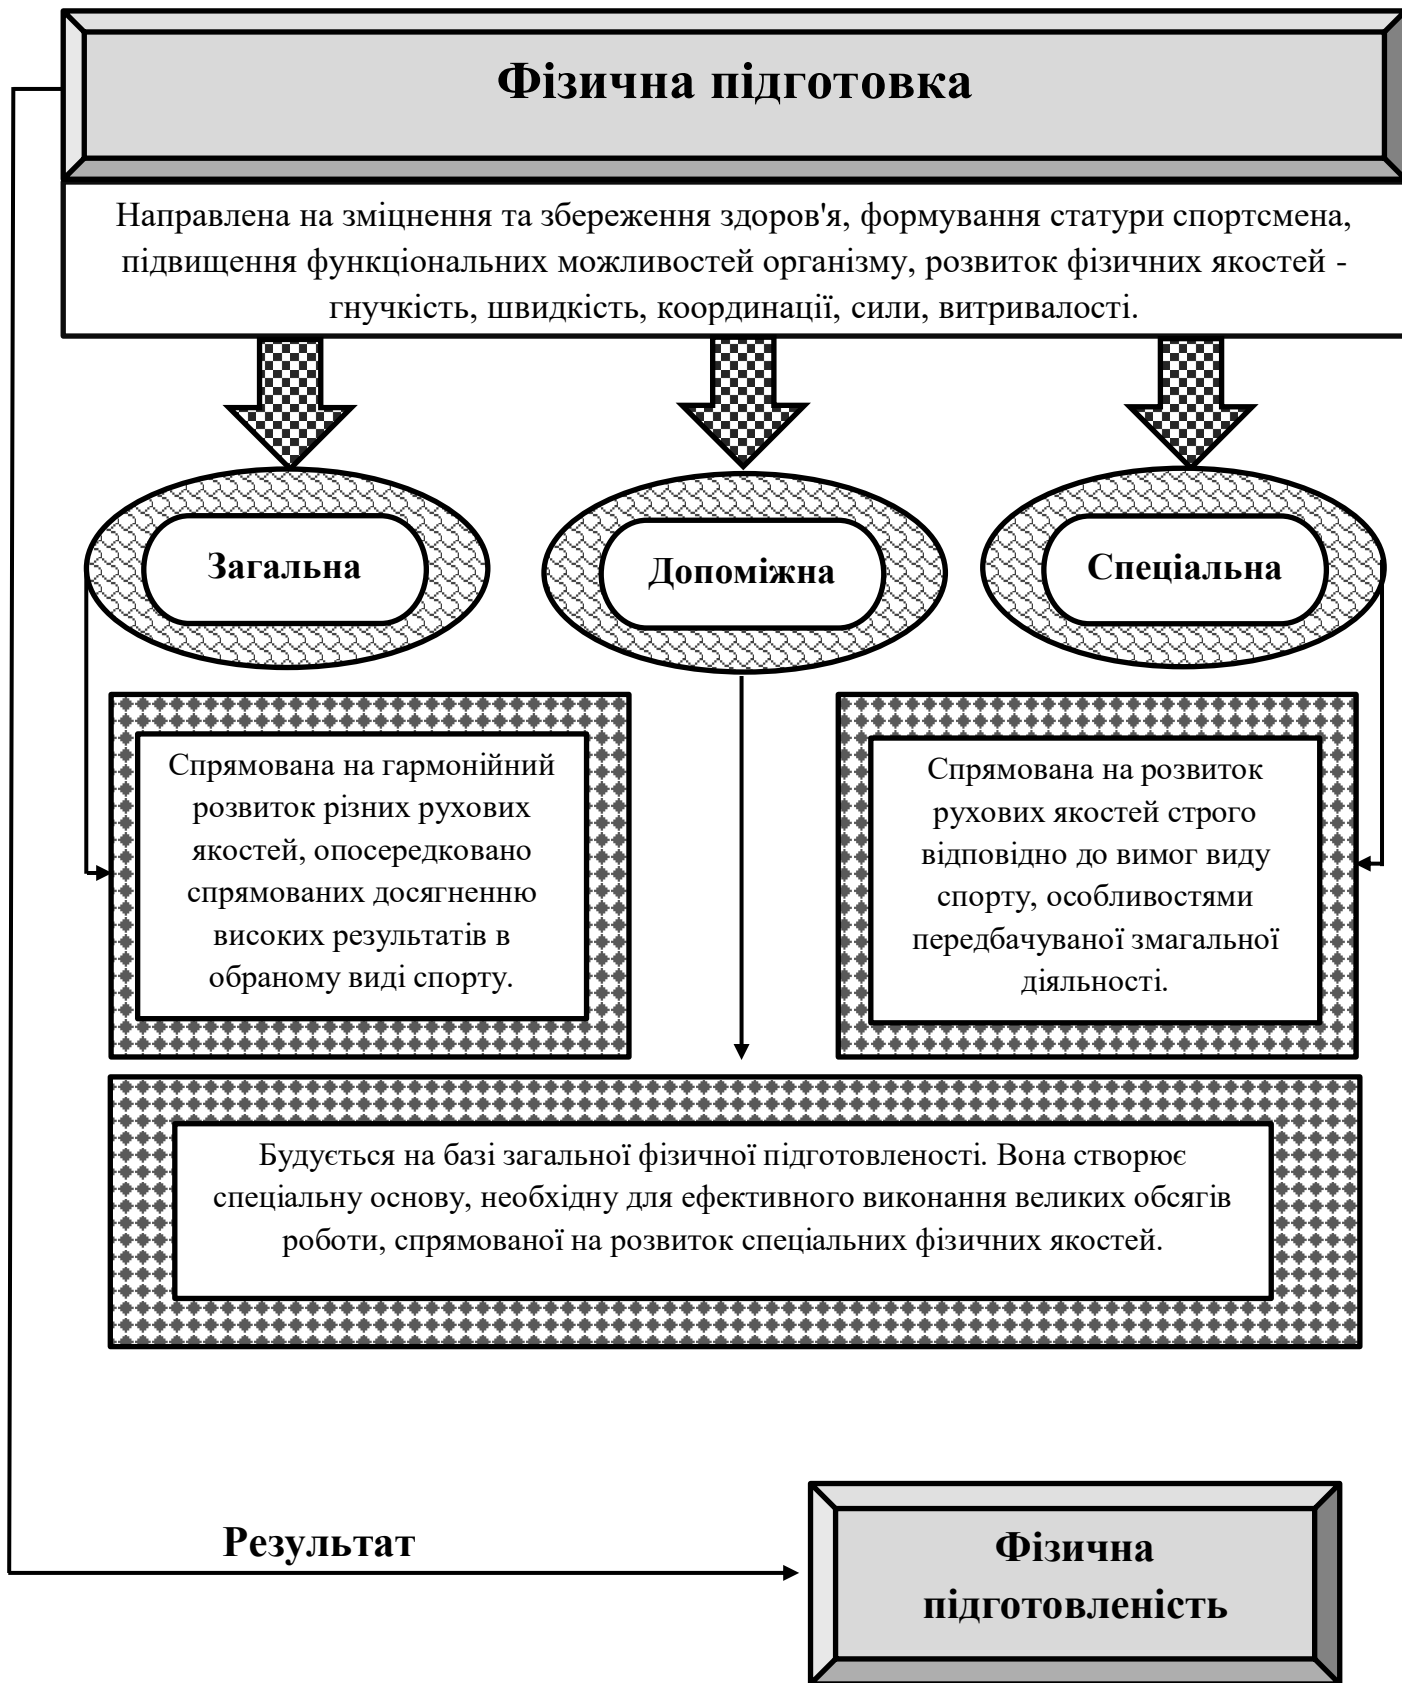 Фізична підготовка
Направлена на зміцнення та збереження здоров'я, формування статури спортсмена,
підвищення функціональних можливостей організму, розвиток фізичних якостей -
гнучкість, швидкість, координації, сили, витривалості.
Загальна
Допоміжна
Спеціальна
Спрямована на гармонійний
розвиток різних рухових
якостей, опосередковано
спрямованих досягненню
високих результатів в
обраному виді спорту.
Спрямована на розвиток
рухових якостей строго
відповідно до вимог виду
спорту, особливостями
передбачуваної змагальної
діяльності.
Будується на базі загальної фізичної підготовленості. Вона створює
спеціальну основу, необхідну для ефективного виконання великих обсягів
роботи, спрямованої на розвиток спеціальних фізичних якостей.
Результат
Фізична
підготовленість